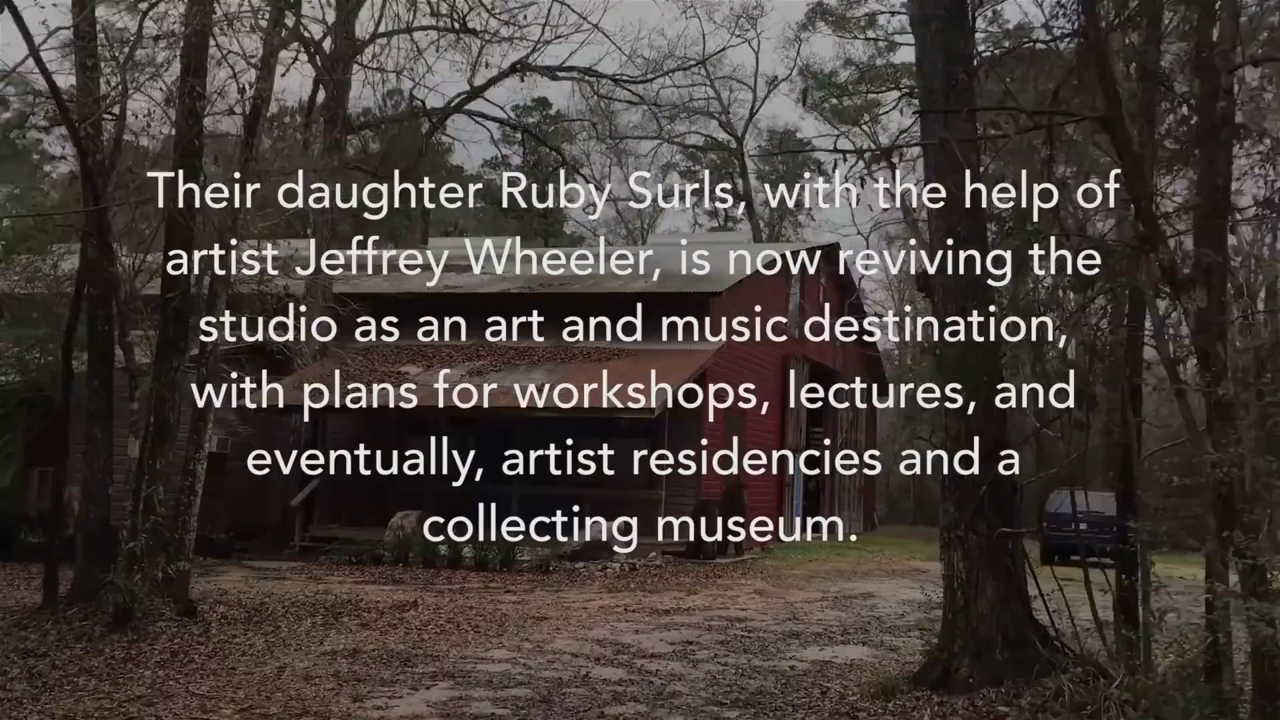 Their daughter Ruby Surls, with the help of
artist Jeffrey Wheeler, is now reviving the
studio as an art and music destination,
with plans for workshops, lectures, and
eventually, artist residencies and a
collecting museum.